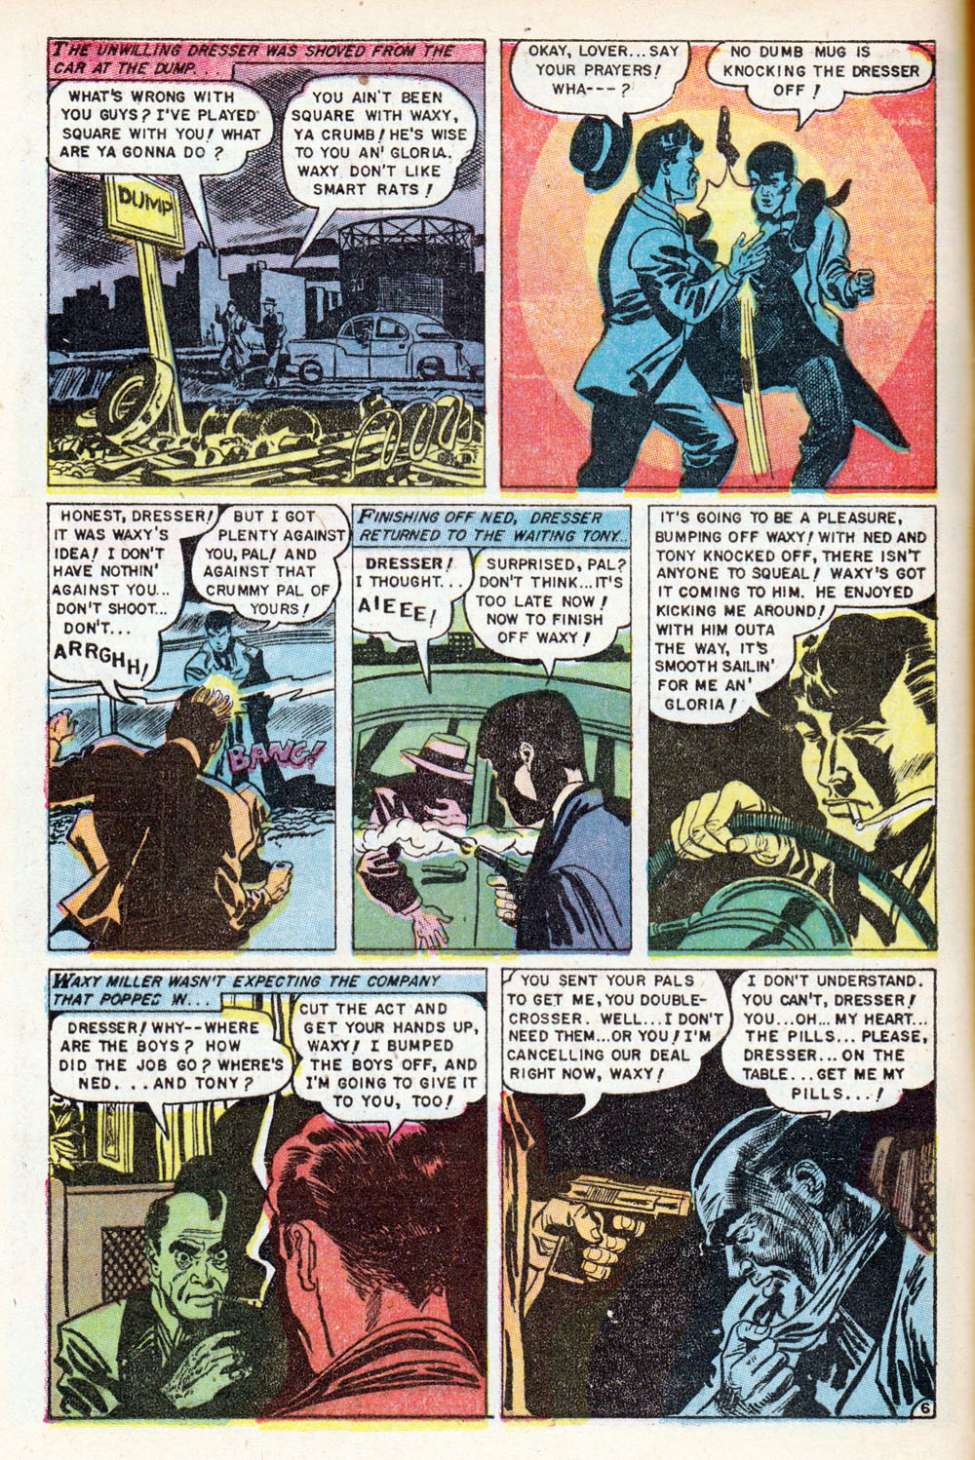 THE UNWILLING DRESSER WAS SHOVED FROM THE
CAR AT THE DUMP. . .
WHAT'S WRONG WITH
YOU GUYS? I'VE PLAYED
SQUARE WITH YOU! WHAT
ARE YA GONNA DO?
YOU AIN'T BEEN
SQUARE WITH WAXY,
YA CRUMB! HE'S WISE
TO YOU AN' GLORIA.
WAXY DON'T LIKE
SMART RATS!
DUMP
OKAY, LOVER...SAY
YOUR PRAYERS!
WHA---?
NO DUMB MUG IS
KNOCKING THE DRESSER
OFF!
HONEST, DRESSER!
IT WAS WAXY'S
IDEA! I DON'T
HAVE NOTHIN'
AGAINST YOU...
DON'T SHOOT...
DON'T...
ARRGHH!
BUT I GOT
PLENTY AGAINST
YOU, PAL! AND
AGAINST THAT
CRUMMY PAL OF
YOURS!
BANG!
FINISHING OFF NED, DRESSER
RETURNED TO THE WAITING TONY...
DRESSER!
I THOUGHT...
AIEEE!
SURPRISED, PAL?
DON'T THINK...IT'S
TOO LATE NOW!
NOW TO FINISH
OFF WAXY!
IT'S GOING TO BE A PLEASURE,
BUMPING OFF WAXY! WITH NED AND
TONY KNOCKED OFF, THERE ISN'T
ANYONE TO SQUEAL! WAXY'S GOT
IT COMING TO HIM. HE ENJOYED
KICKING ME AROUND!
WITH HIM OUTA
THE WAY, IT'S
SMOOTH SAILIN'
FOR ME AN'
GLORIA!
WAXY MILLER WASN'T EXPECTING THE COMPANY
THAT POPPED IN...
DRESSER! WHY--WHERE
ARE THE BOYS? HOW
DID THE JOB GO? WHERE'S
NED. . .AND TONY?
CUT THE ACT AND
GET YOUR HANDS UP,
WAXY! I BUMPED
THE BOYS OFF, AND
I'M GOING TO GIVE IT
TO YOU, TOO!
YOU SENT YOUR PALS
TO GET ME, YOU DOUBLE-
CROSSER. WELL...I DON'T
NEED THEM...OR YOU! I'M
CANCELLING OUR DEAL
RIGHT NOW, WAXY!
I DON'T UNDERSTAND.
YOU CAN'T, DRESSER!
YOU...OH... MY HEART...
THE PILLS... PLEASE,
DRESSER...ON THE
TABLE...GET ME MY
PILLS...!
6